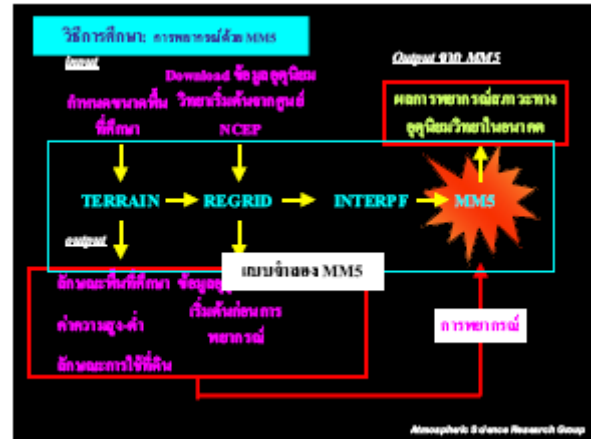 วิธีการศึกษา: การพยากรณ์ด้วย MM5
Input
Output จาก MM5
กำหนดขนาดพื้น
ที่ศึกษา
Download ข้อมูลอุตุนิยม
วิทยาเริ่มต้นจากศูนย์
NCEP
ผลการพยากรณ์สภาวะทาง
อุตุนิยมวิทยาในอนาคต
TERRAIN
REGRID
INTERPF
MM5
output
แบบจำลอง MM5
ลักษณะพื้นที่ศึกษา
ค่าความสูง-ต่ำ
ลักษณะการใช้ที่ดิน
เริ่มต้นก่อนการ
พยากรณ์
การพยากรณ์
Atmospheric Science Research Group